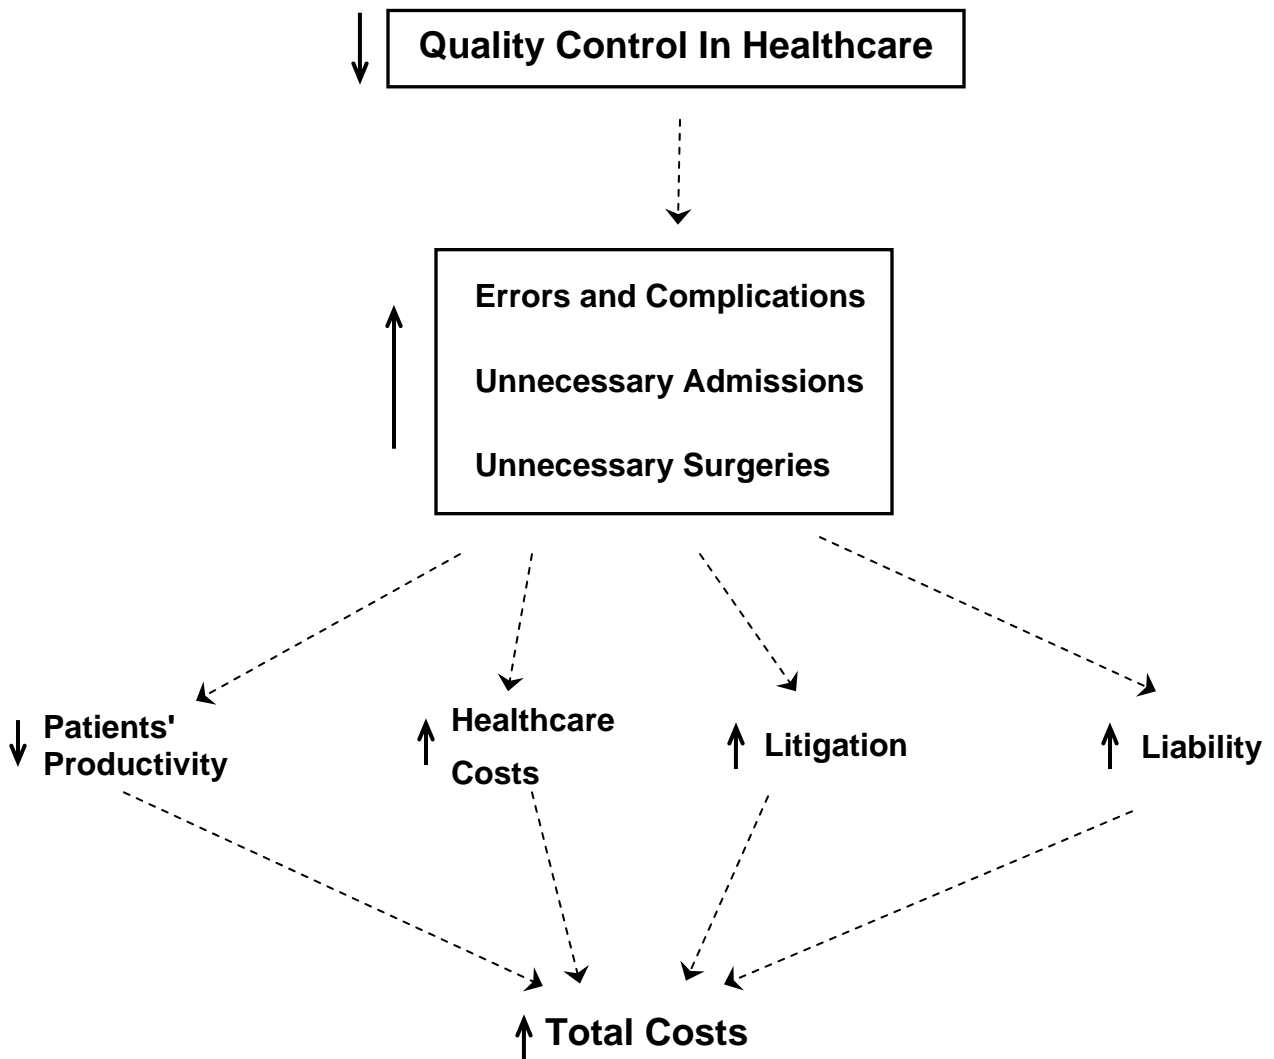 Quality Control In Healthcare
Errors and Complications
Unnecessary Admissions
Unnecessary Surgeries
Patients'
Productivity
Healthcare
Costs
Litigation
Liability
Total Costs